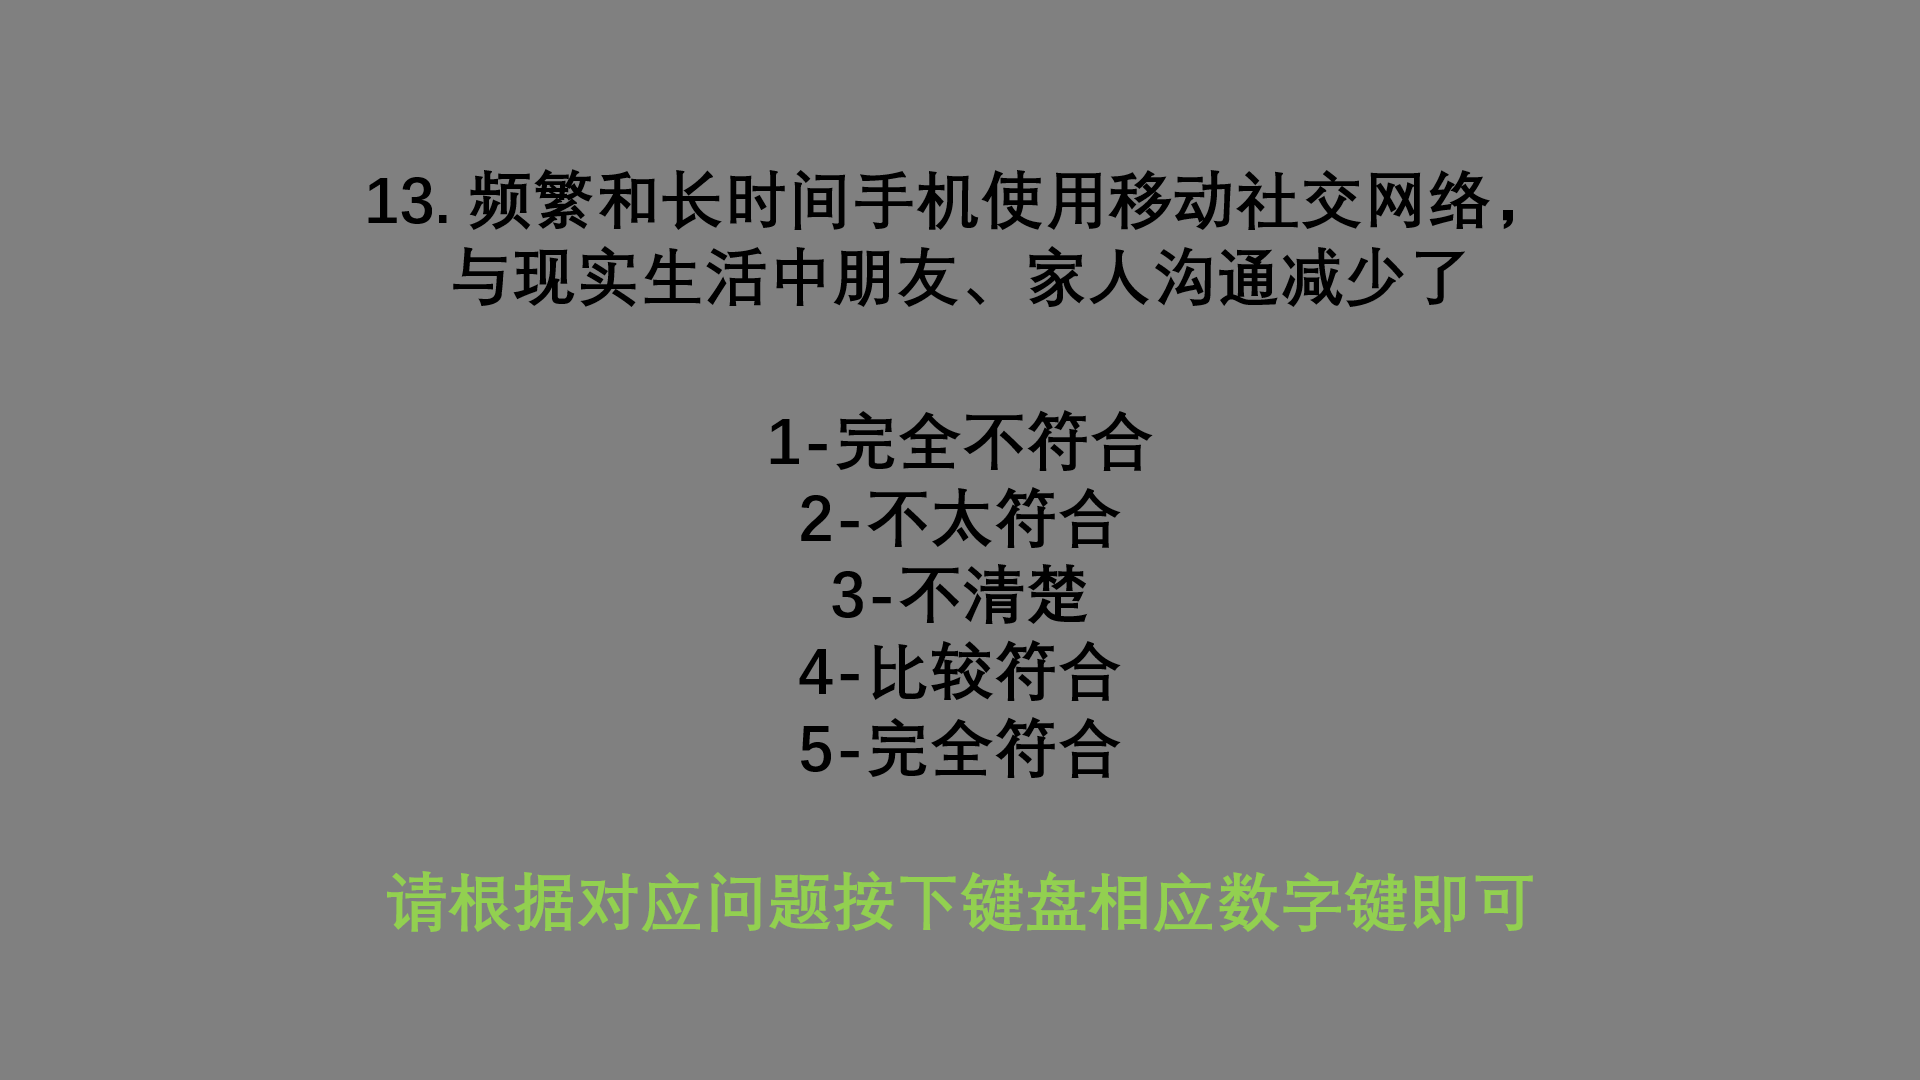 13. 频繁和长时间手机使用移动社交网络，
与现实生活中朋友、家人沟通减少了
1-完全不符合
2-不太符合
3-不清楚
4-比较符合
5-完全符合
请根据对应问题按下键盘相应数字键即可